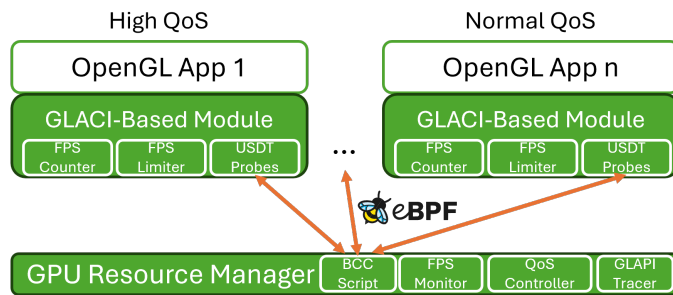 High QoS
Normal QoS
OpenGL App 1
OpenGL App n
GLACI-Based Module
GLACI-Based Module
FPS Counter
FPS Limiter
USDT Probes
...
FPS Counter
FPS Limiter
USDT Probes
eBPF
GPU Resource Manager
BCC Script
FPS Monitor
QoS Controller
GLAPI Tracer